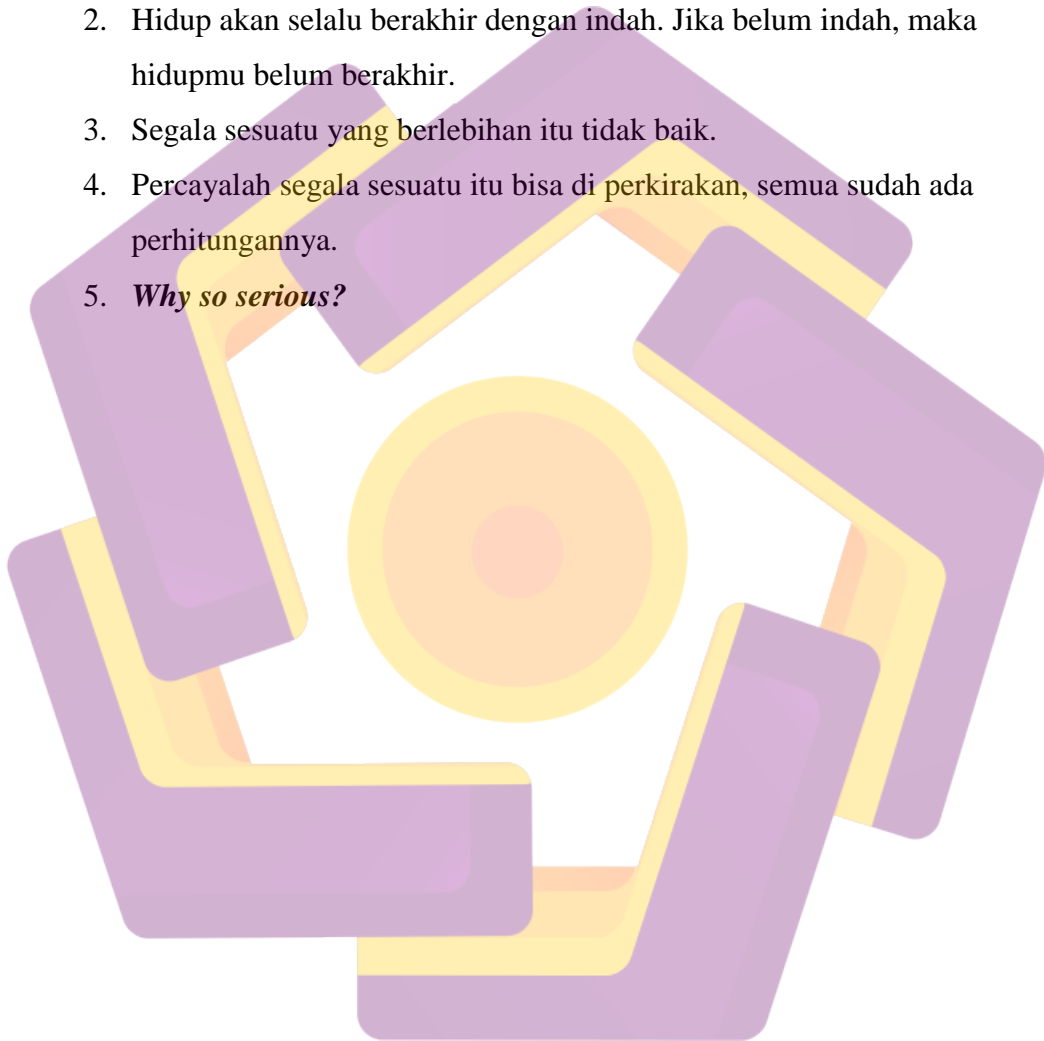 2. Hidup akan selalu berakhir dengan indah. Jika belum indah, maka
hidupmu belum berakhir.
3. Segala sesuatu yang berlebihan itu tidak baik.
4. Percayalah segala sesuatu itu bisa di perkirakan, semua sudah ada
perhitungannya.
5. Why so serious?